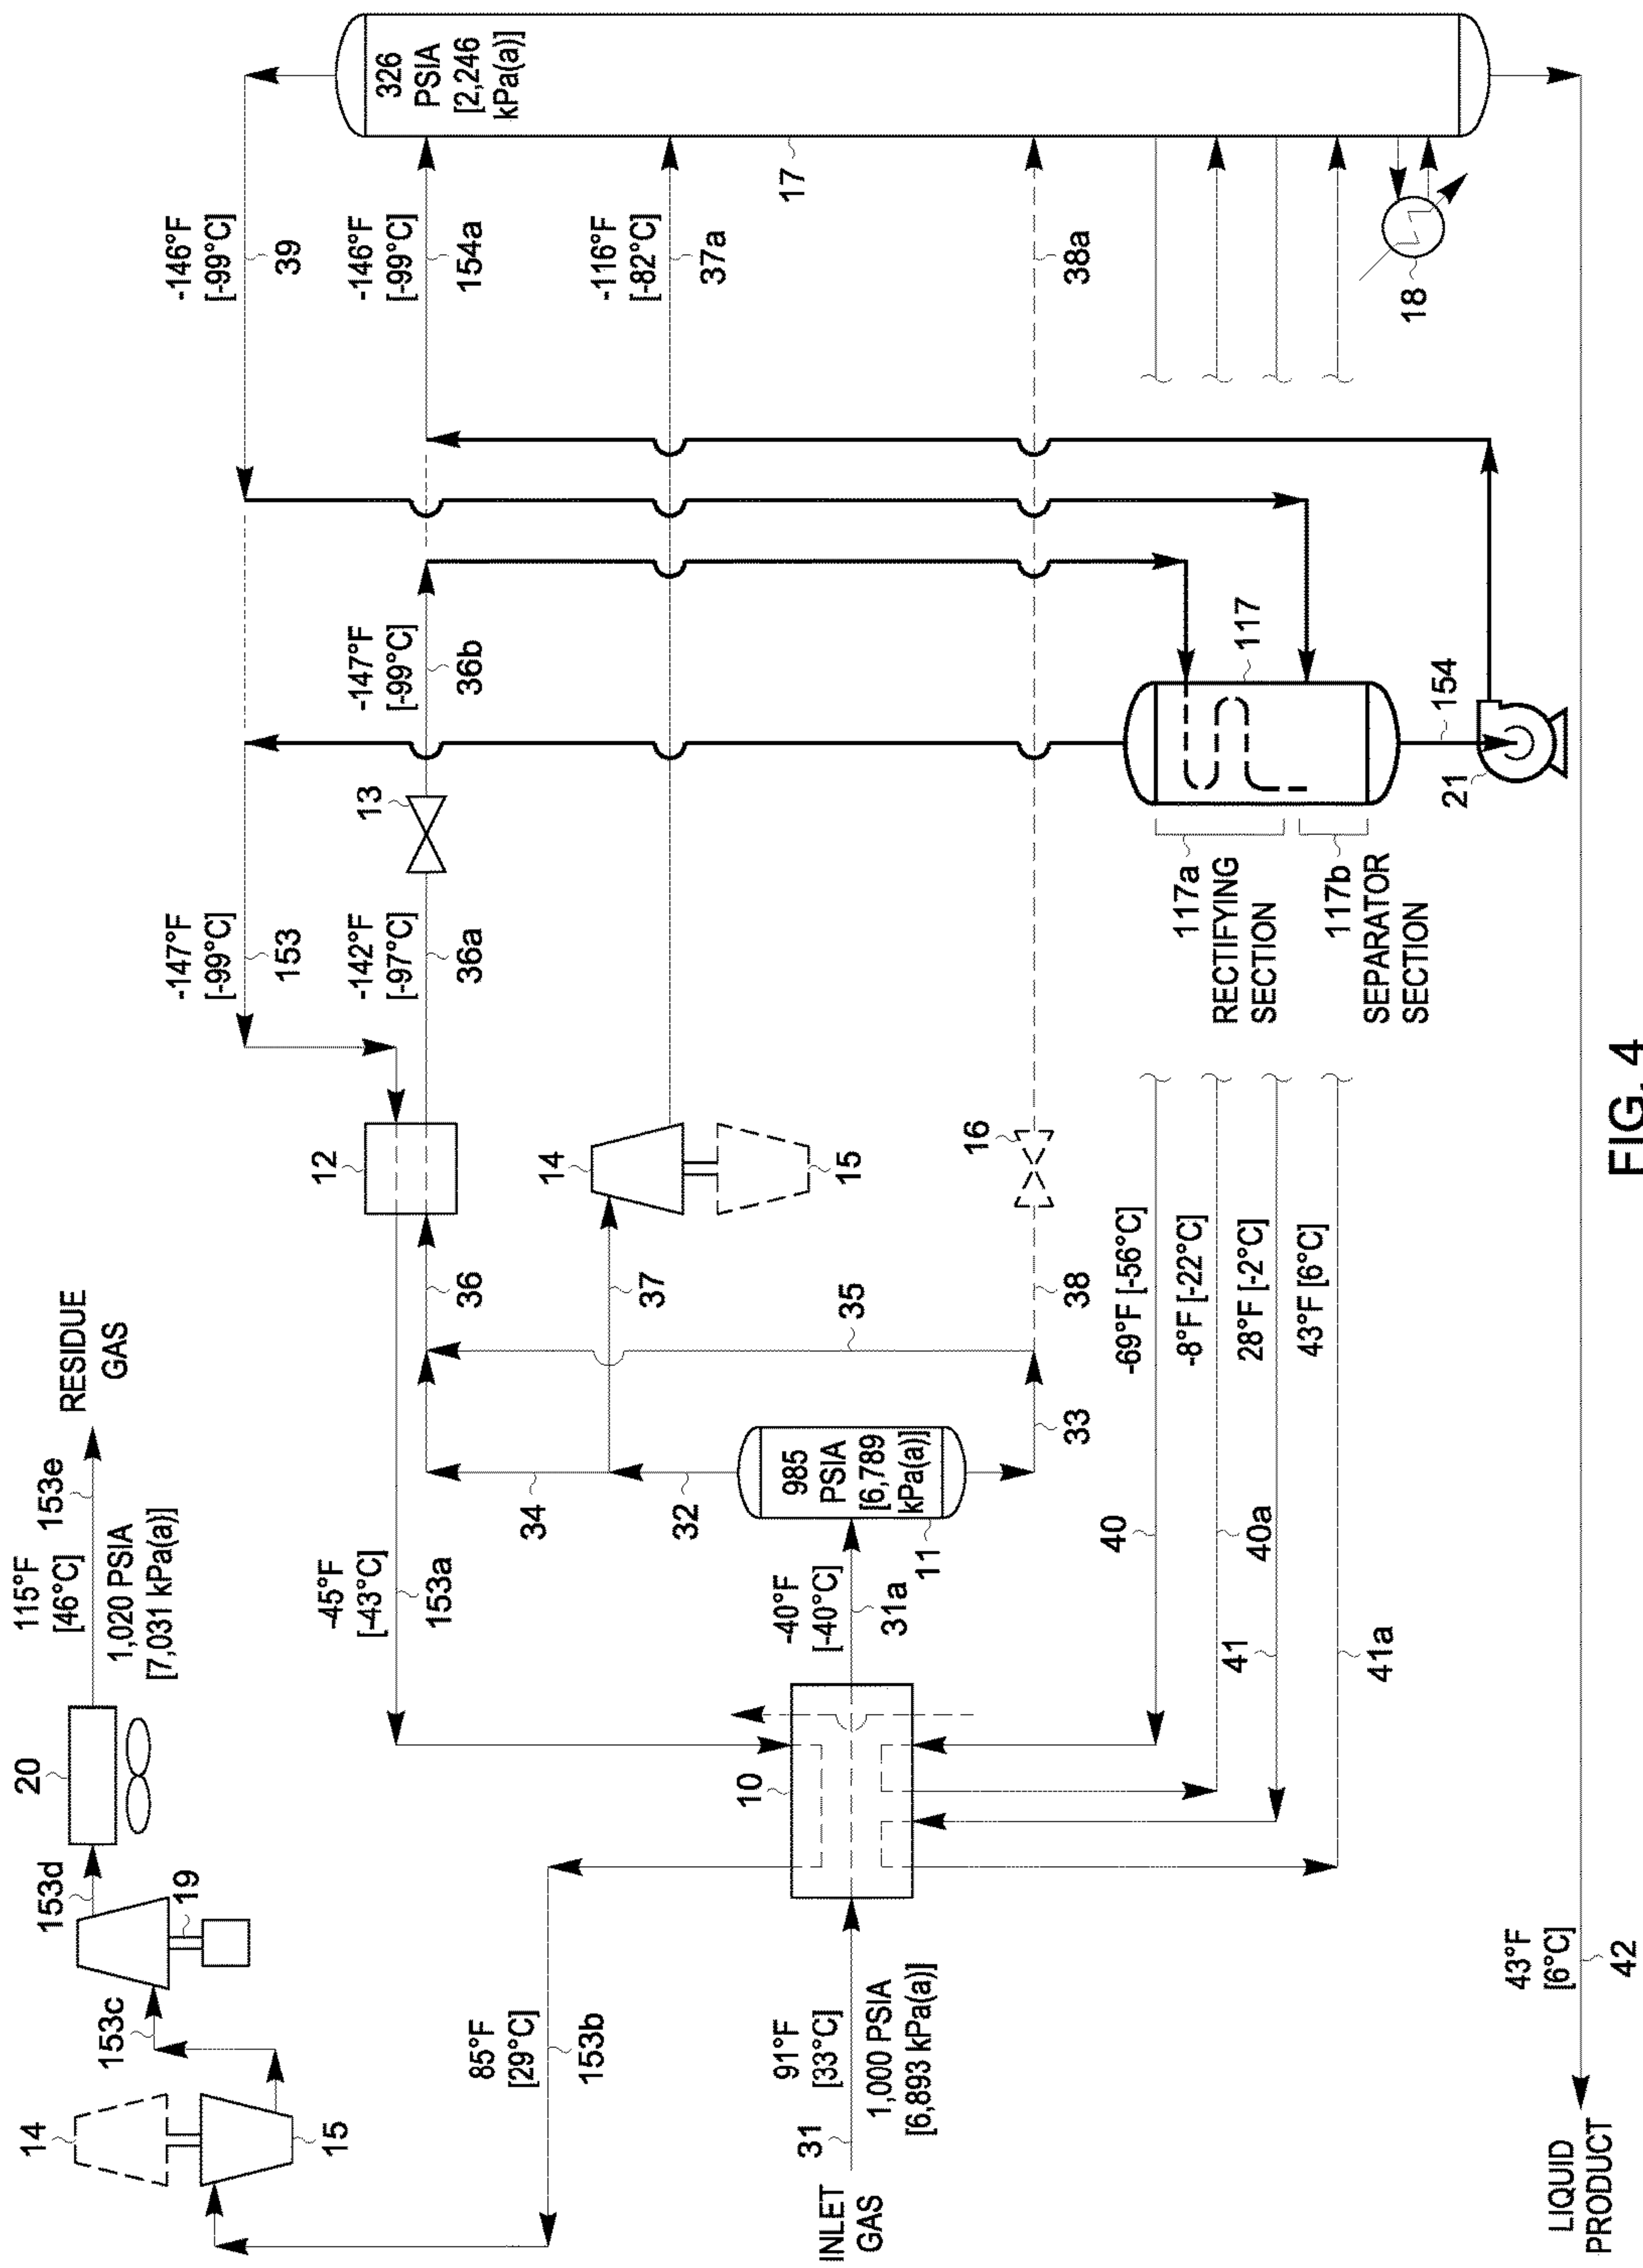 115°F
[46°C]
153e
RESIDUE
GAS
1,020 PSIA
[7,031 kPa(a)]
20
153d
19
153c
14
15
-146°F
[-99°C]
39
-147°F
[-99°C]
153
-146°F
[-99°C]
154a
-147°F
[-99°C]
36b
13
-142°F
[-97°C]
36a
12
36
-45°F
[-43°C]
153a
85°F
[29°C]
153b
326
PSIA
[2,246
kPa(a)]
-116°F
[-82°C]
37a
17
14
15
37
34
32
35
985
PSIA
[6,789
kPa(a)]
11
-40°F
[-40°C]
31a
10
91°F
[33°C]
31
1,000 PSIA
[6,893 kPa(a)]
INLET
GAS
38a
16
38
33
18
117
117a
RECTIFYING
SECTION
117b
SEPARATOR
SECTION
154
21
-69°F [-56°C]
40
-8°F [-22°C]
40a
28°F [-2°C]
41
43°F [6°C]
41a
43°F
[6°C]
42
LIQUID
PRODUCT
FIG. 4